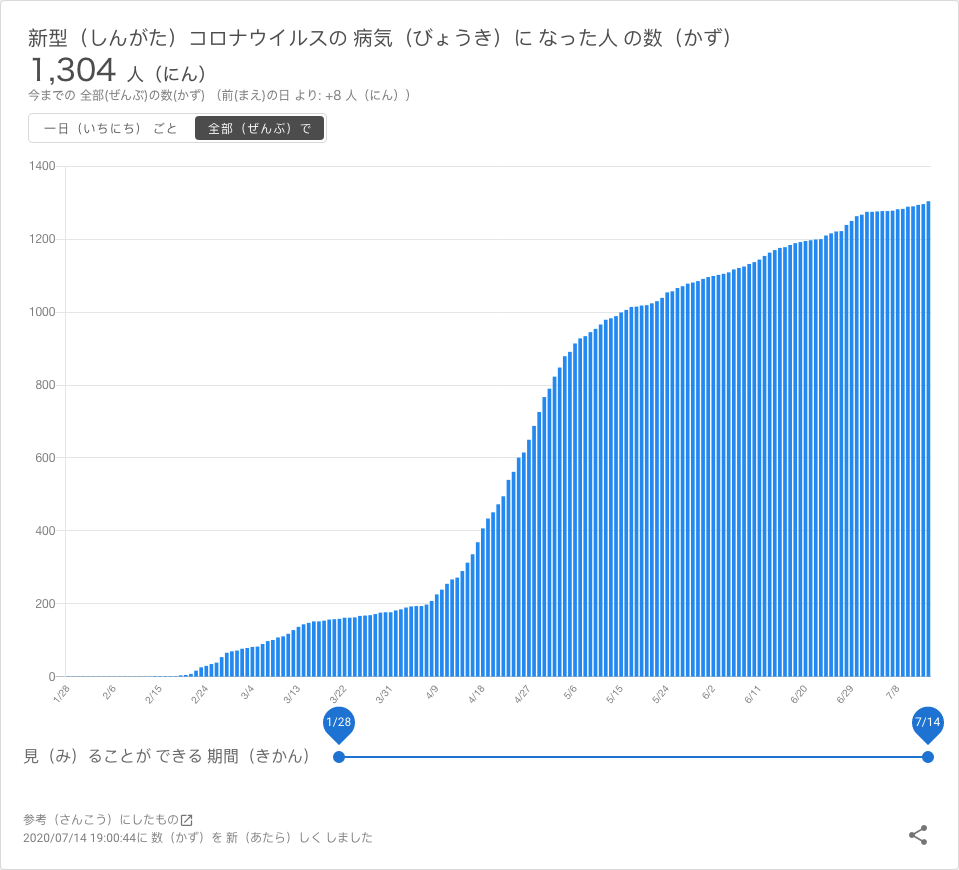 新型（しんがた）コロナウイルスの 病気（びょうき）に なった人 の数（かず）
1,304 人（にん）
今までの 全部(ぜんぶ)の数(かず) （前(まえ)の日 より: +8 人（にん））
一日（いちにち） ごと 全部（ぜんぶ）で
1400
1200
1000
800
600
400
200
0
1/28 2/6 2/15 2/24 3/4 3/13 3/22 3/31 4/9 4/18 4/27 5/6 5/15 5/24 6/2 6/11 6/20 6/29 7/8
1/28 7/14
見（み）ることが できる 期間（きかん）
参考（さんこう）にしたもの
2020/07/14 19:00:44に 数（かず）を 新（あたら）しく しました